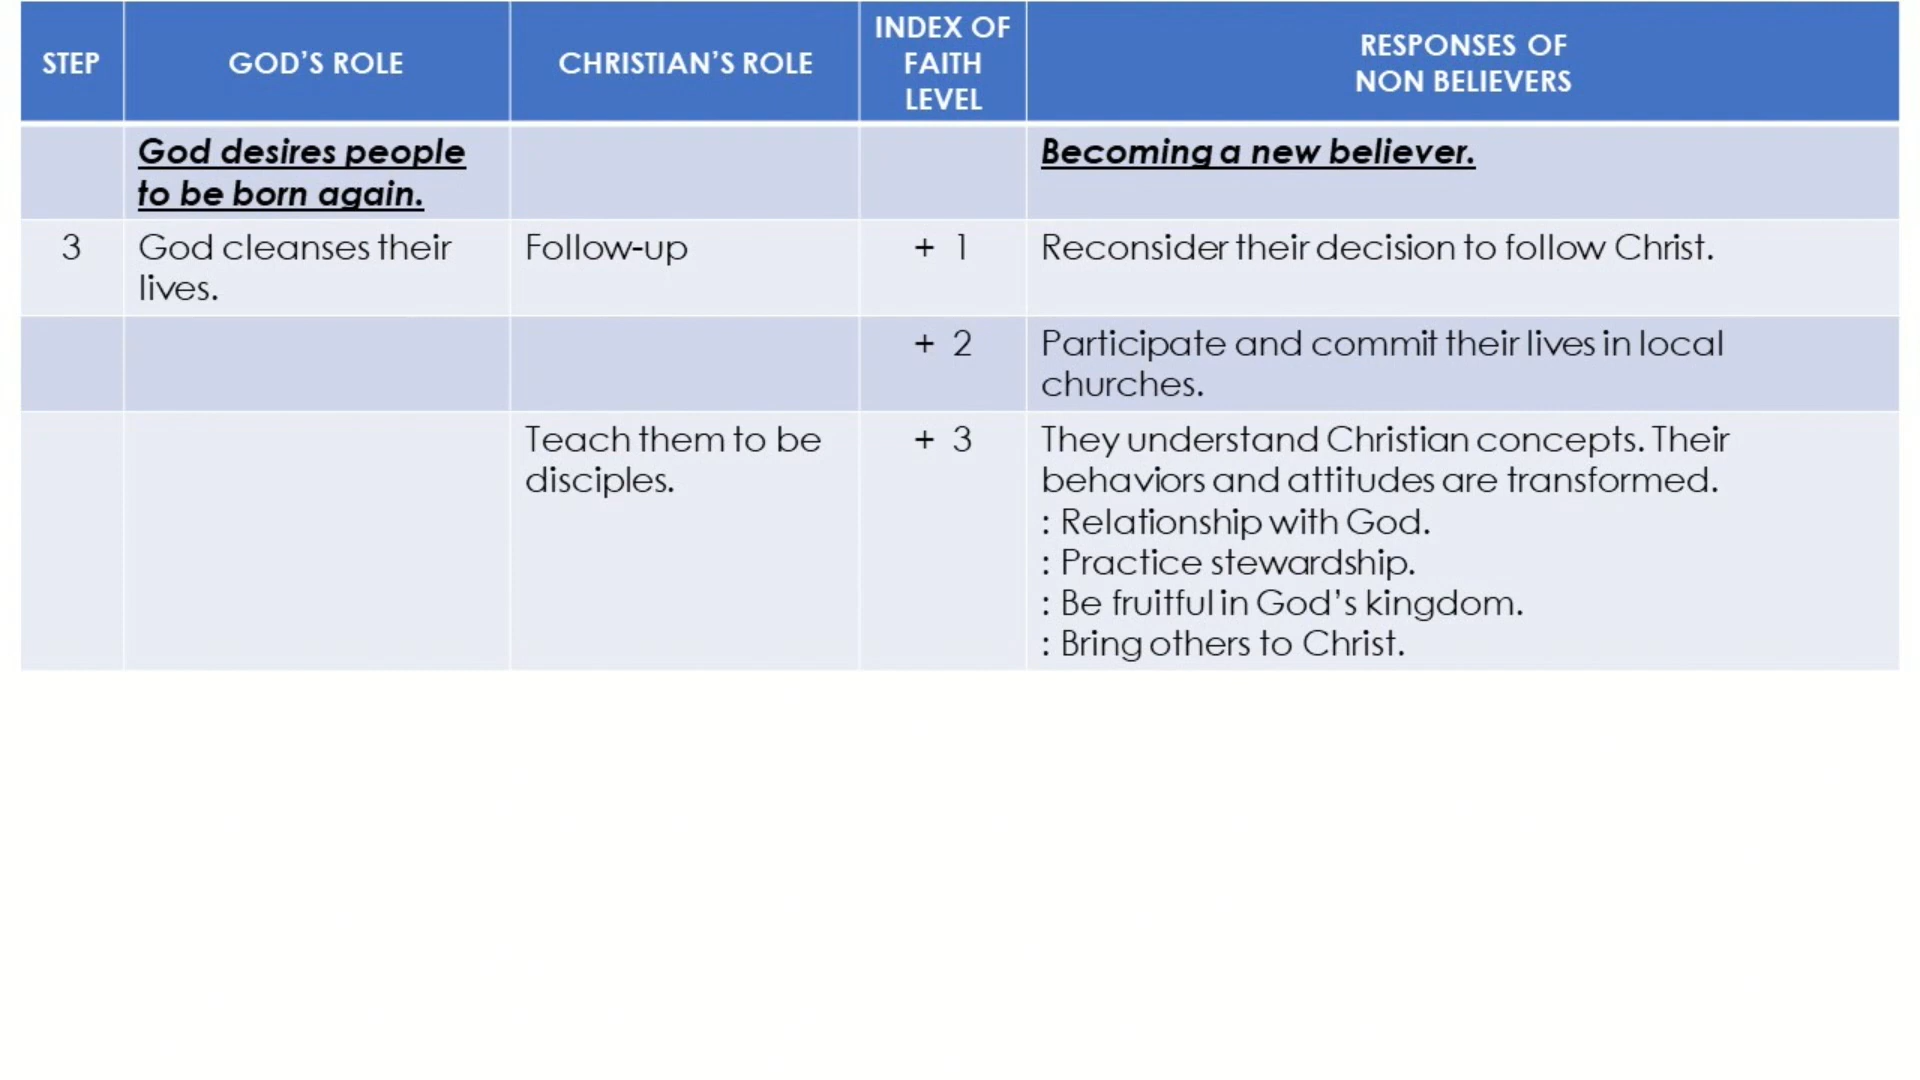 STEP
GOD'S ROLE
CHRISTIAN'S ROLE
INDEX OF
FAITH
LEVEL
RESPONSES OF
NON BELIEVERS
God desires people
to be born again.
Becoming a new believer.
3
God cleanses their
lives.
Follow-up
+ 1
Reconsider their decision to follow Christ.
+ 2
Participate and commit their lives in local
churches.
Teach them to be
disciples.
+ 3
They understand Christian concepts. Their
behaviors and attitudes are transformed.
: Relationship with God.
: Practice stewardship.
: Be fruitful in God's kingdom.
: Bring others to Christ.